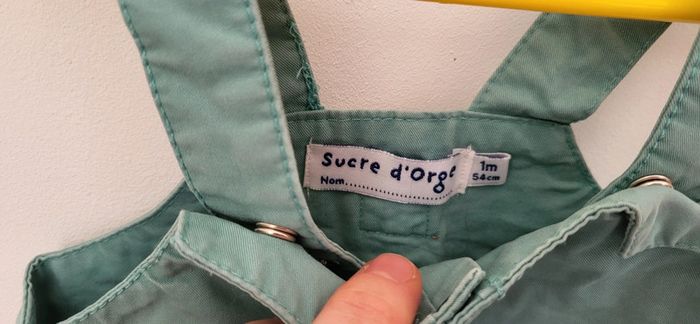 Sucre d'Orge
Nom..............................
1m
54cm